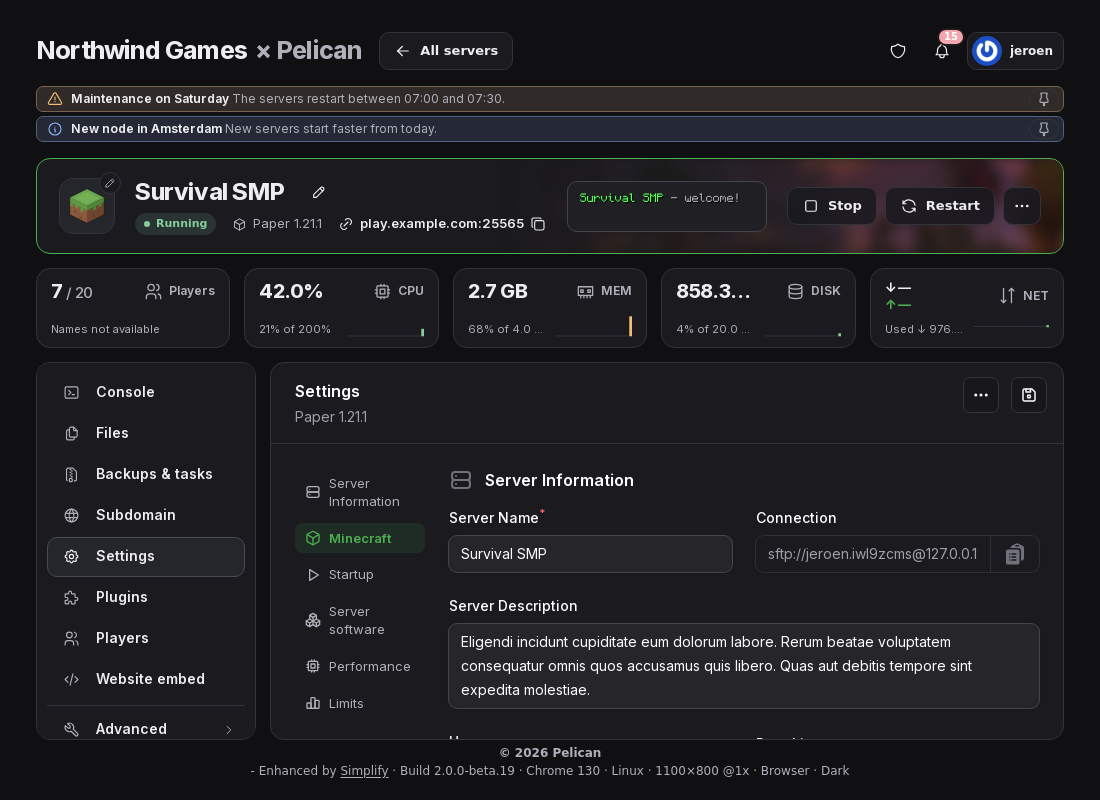 Northwind Games × Pelican
All servers
15
jeroen
Maintenance on Saturday The servers restart between 07:00 and 07:30.
New node in Amsterdam New servers start faster from today.
Survival SMP
Running
Paper 1.21.1
play.example.com:25565
Survival SMP – welcome!
Stop
Restart
7 / 20
Players
Names not available
42.0%
CPU
21% of 200%
2.7 GB
MEM
68% of 4.0 ...
858.3...
DISK
4% of 20.0 ...
↓—
↑—
NET
Used ↓ 976....
Console
Files
Backups & tasks
Subdomain
Settings
Plugins
Players
Website embed
Advanced
Settings
Paper 1.21.1
Server
Information
Minecraft
Startup
Server
software
Performance
Limits
Server Information
Server Name*
Survival SMP
Connection
sftp://jeroen.iwl9zcms@127.0.0.1
Server Description
Eligendi incidunt cupiditate eum dolorum labore. Rerum beatae voluptatem
consequatur omnis quos accusamus quis libero. Quas aut debitis tempore sint
expedita molestiae.
© 2026 Pelican
- Enhanced by Simplify · Build 2.0.0-beta.19 · Chrome 130 · Linux · 1100×800 @1x · Browser · Dark